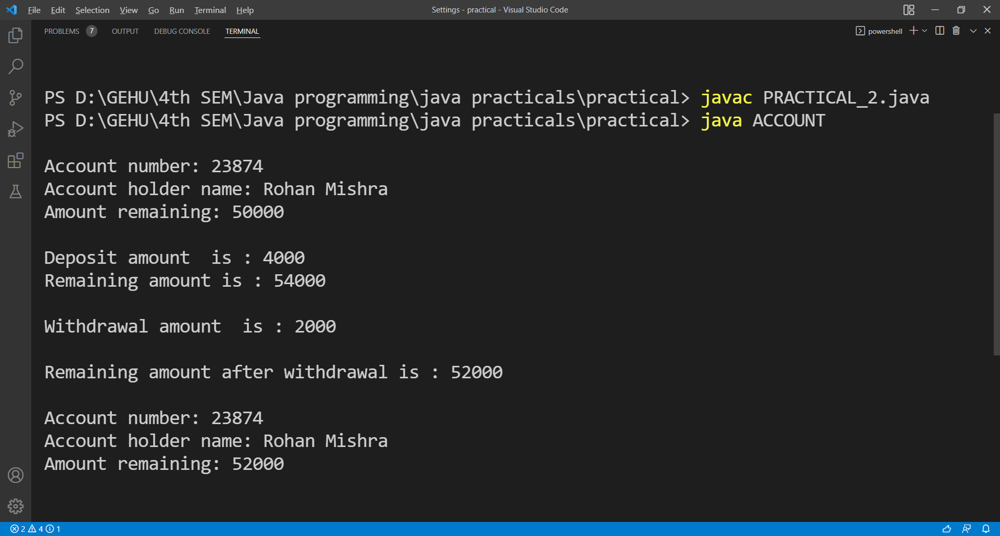 File Edit Selection View Go Run Terminal Help Settings - practical - Visual Studio Code
PROBLEMS 7 OUTPUT DEBUG CONSOLE TERMINAL powershell
PS D:\GEHU\4th SEM\Java programming\java practicals\practical> javac PRACTICAL_2.java
PS D:\GEHU\4th SEM\Java programming\java practicals\practical> java ACCOUNT
Account number: 23874
Account holder name: Rohan Mishra
Amount remaining: 50000
Deposit amount  is : 4000
Remaining amount is : 54000
Withdrawal amount  is : 2000
Remaining amount after withdrawal is : 52000
Account number: 23874
Account holder name: Rohan Mishra
Amount remaining: 52000
2 4 1